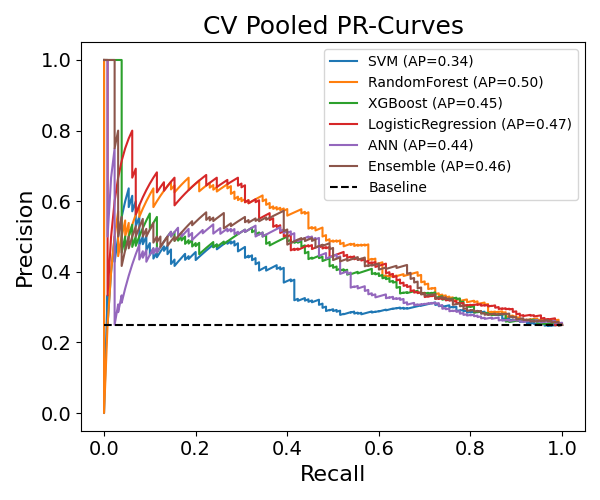 CV Pooled PR-Curves
SVM (AP=0.34)
RandomForest (AP=0.50)
XGBoost (AP=0.45)
LogisticRegression (AP=0.47)
ANN (AP=0.44)
Ensemble (AP=0.46)
Baseline
Precision
1.0
0.8
0.6
0.4
0.2
0.0
0.0 0.2 0.4 0.6 0.8 1.0
Recall